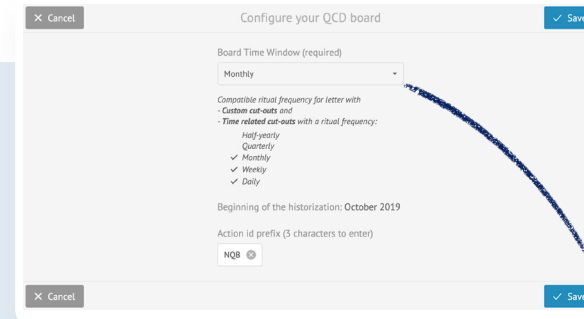 × Cancel Configure your QCD board ✓ Save
Board Time Window (required)
Monthly
Compatible ritual frequency for letter with
- Custom cut-outs and
- Time related cut-outs with a ritual frequency:
Half-yearly
Quarterly
✓ Monthly
✓ Weekly
✓ Daily
Beginning of the historization: October 2019
Action id prefix (3 characters to enter)
NQB
× Cancel ✓ Save